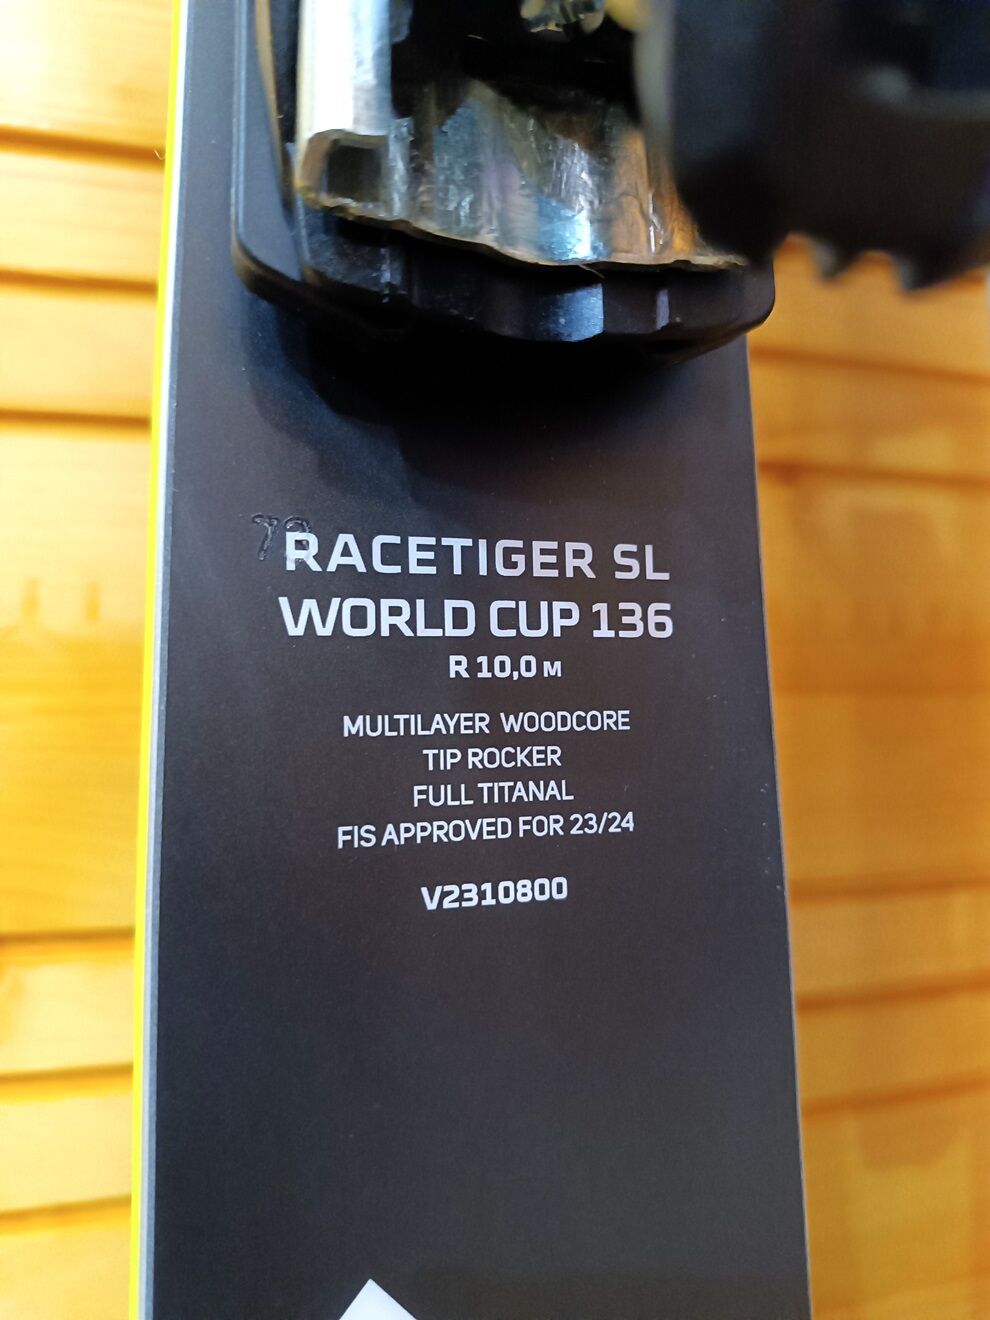 RACETIGER SL
WORLD CUP 136
R 10,0 M
MULTILAYER WOODCORE
TIP ROCKER
FULL TITANAL
FIS APPROVED FOR 23/24
V2310800